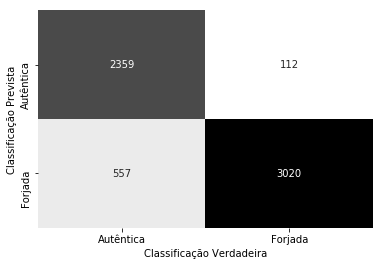 Classificação Prevista
Autêntica
2359 112
Forjada
557 3020
Autêntica Forjada
Classificação Verdadeira